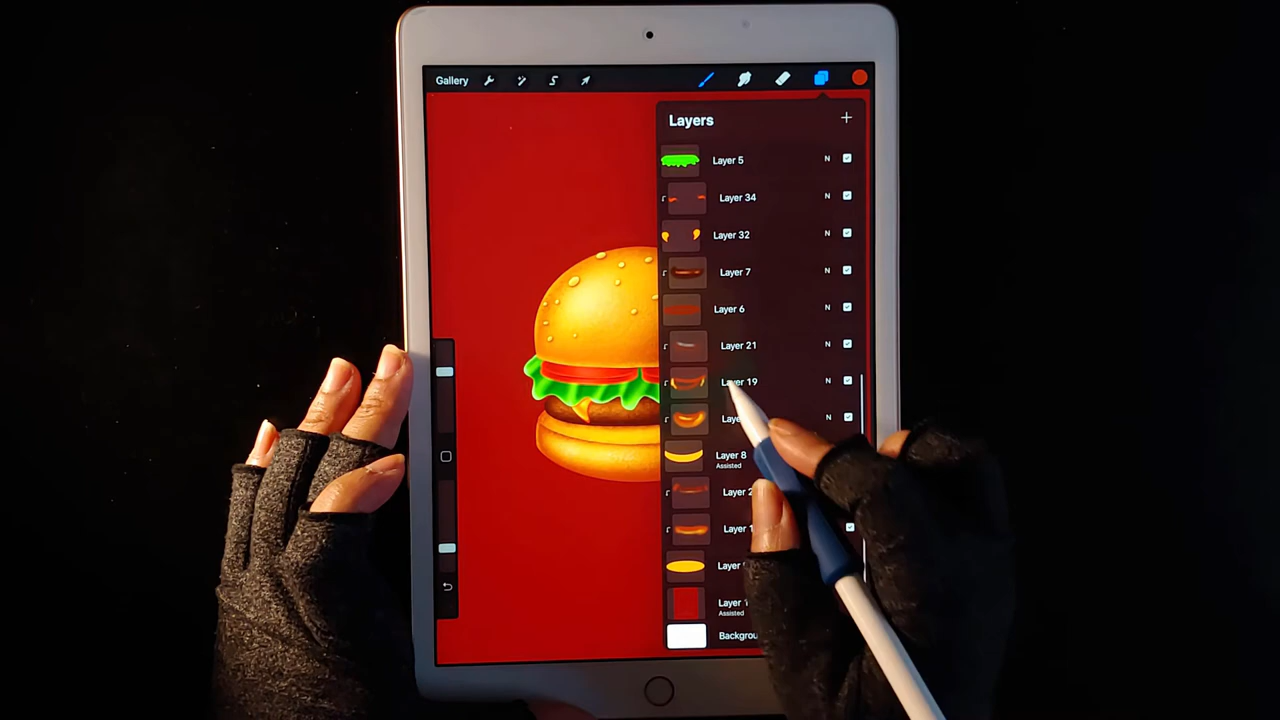 Gallery
Layers
Layer 5 N
Layer 34 N
Layer 32 N
Layer 7 N
Layer 6 N
Layer 21 N
Layer 19 N
N
Layer 8
Assisted
Layer
Assisted